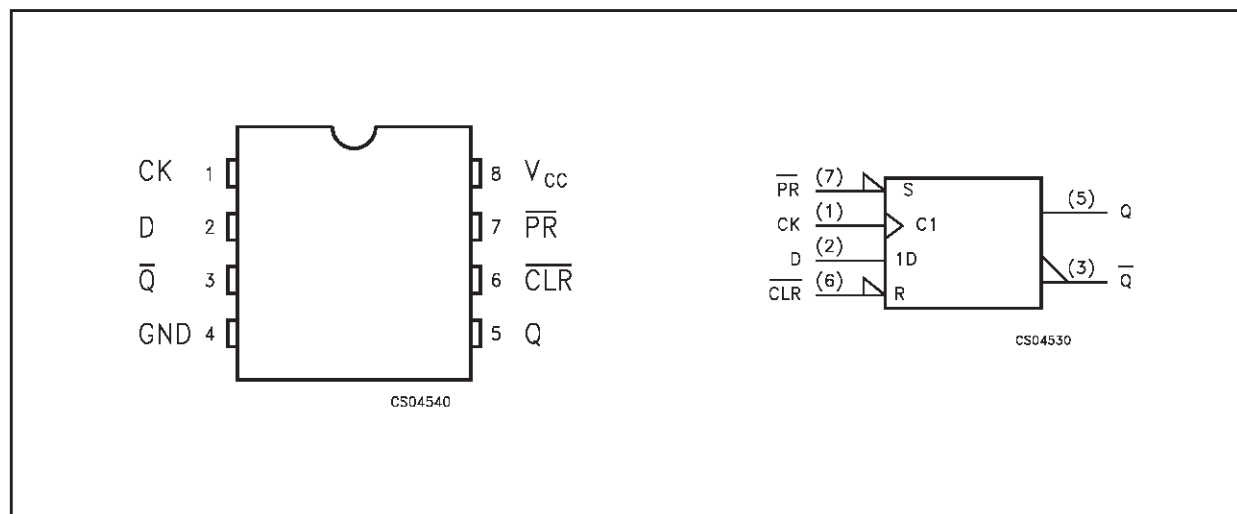 CK 1 8 V_CC
D 2 7 P̅R̅
Q̅ 3 6 C̅L̅R̅
GND 4 5 Q
CS04540
P̅R̅ (7) S
(5) Q
CK (1) C1
D (2) 1D
(3) Q̅
C̅L̅R̅ (6) R
CS04530